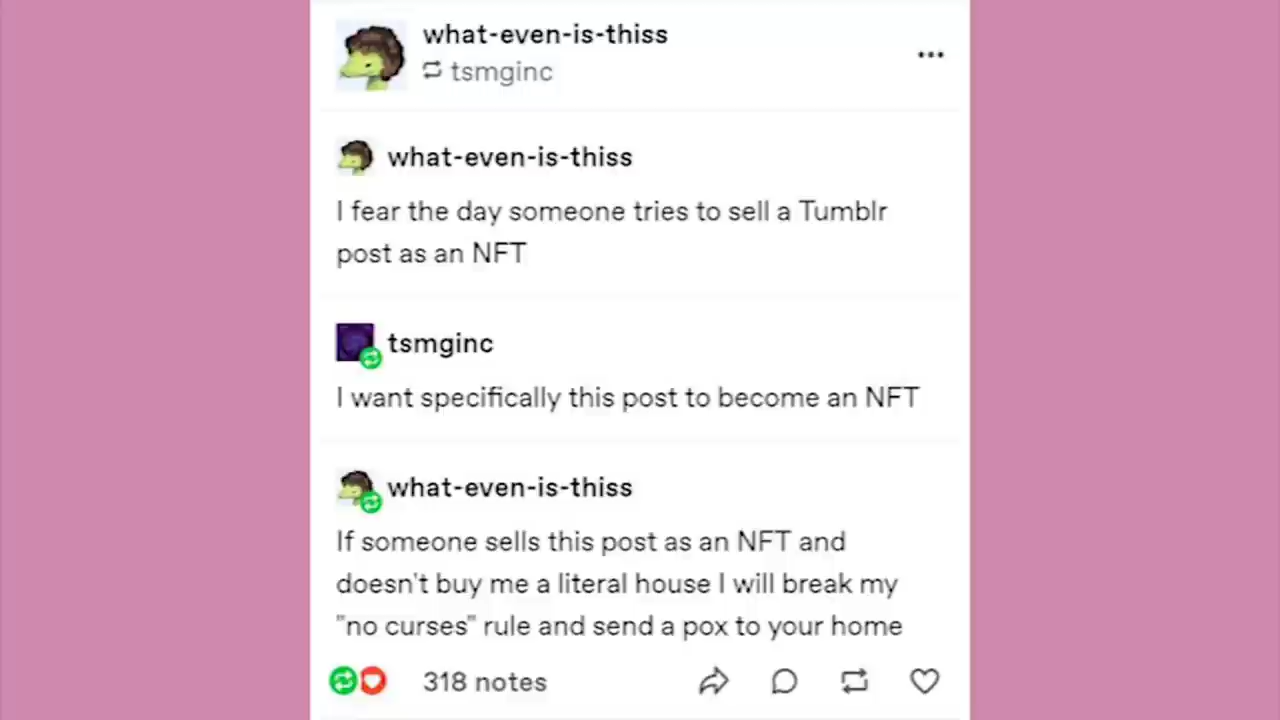 what-even-is-thiss
tsmginc
what-even-is-thiss
I fear the day someone tries to sell a Tumblr
post as an NFT
tsmginc
I want specifically this post to become an NFT
what-even-is-thiss
If someone sells this post as an NFT and
doesn't buy me a literal house I will break my
"no curses" rule and send a pox to your home
318 notes